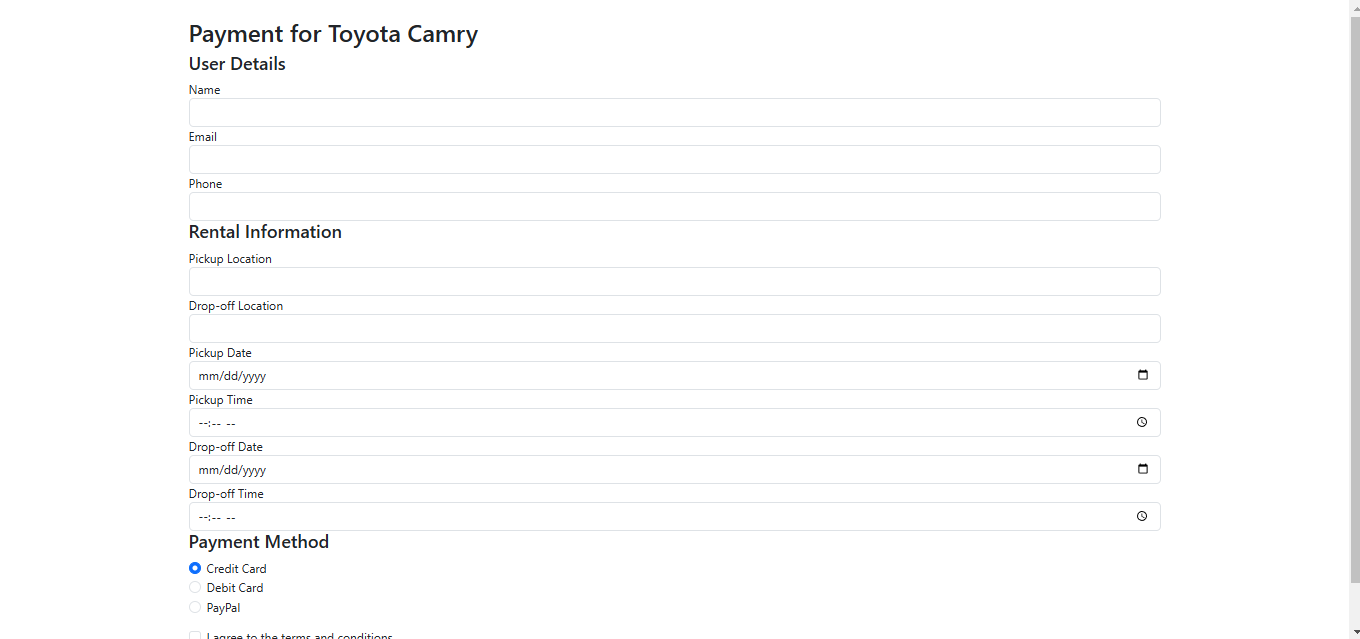 Payment for Toyota Camry
User Details
Name
Email
Phone
Rental Information
Pickup Location
Drop-off Location
Pickup Date
mm/dd/yyyy
Pickup Time
--:-- --
Drop-off Date
mm/dd/yyyy
Drop-off Time
--:-- --
Payment Method
Credit Card
Debit Card
PayPal
I agree to the terms and conditions